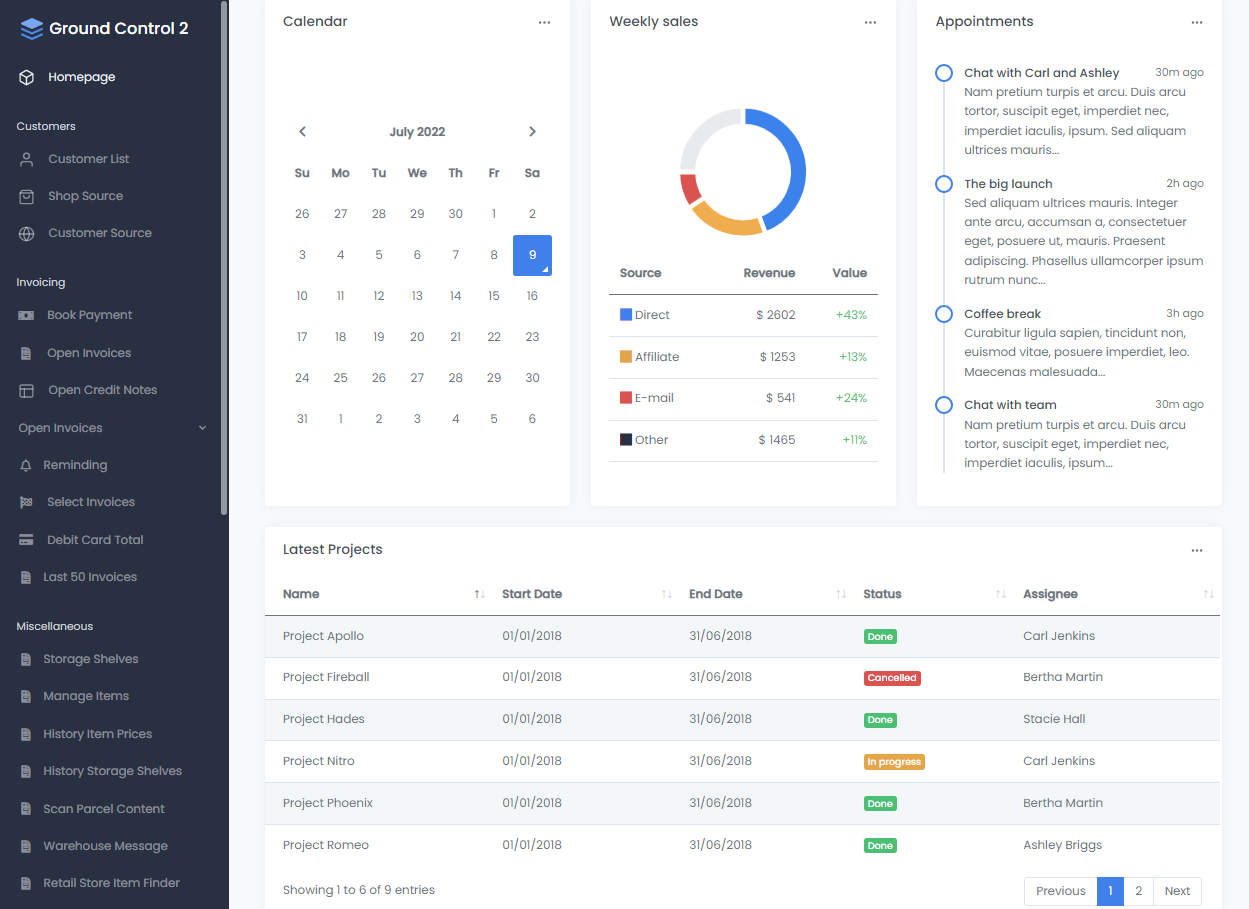 Ground Control 2
Homepage
Customers
Customer List
Shop Source
Customer Source
Invoicing
Book Payment
Open Invoices
Open Credit Notes
Open Invoices
Reminding
Select Invoices
Debit Card Total
Last 50 Invoices
Miscellaneous
Storage Shelves
Manage Items
History Item Prices
History Storage Shelves
Scan Parcel Content
Warehouse Message
Retail Store Item Finder
Calendar
July 2022
Su Mo Tu We Th Fr Sa
26 27 28 29 30 1 2
3 4 5 6 7 8 9
10 11 12 13 14 15 16
17 18 19 20 21 22 23
24 25 26 27 28 29 30
31 1 2 3 4 5 6
Weekly sales
Source Revenue Value
Direct $ 2602 +43%
Affiliate $ 1253 +13%
E-mail $ 541 +24%
Other $ 1465 +11%
Appointments
Chat with Carl and Ashley 30m ago
Nam pretium turpis et arcu. Duis arcu
tortor, suscipit eget, imperdiet nec,
imperdiet iaculis, ipsum. Sed aliquam
ultrices mauris...
The big launch 2h ago
Sed aliquam ultrices mauris. Integer
ante arcu, accumsan a, consectetuer
eget, posuere ut, mauris. Praesent
adipiscing. Phasellus ullamcorper ipsum
rutrum nunc...
Coffee break 3h ago
Curabitur ligula sapien, tincidunt non,
euismod vitae, posuere imperdiet, leo.
Maecenas malesuada...
Chat with team 30m ago
Nam pretium turpis et arcu. Duis arcu
tortor, suscipit eget, imperdiet nec,
imperdiet iaculis, ipsum...
Latest Projects
Name Start Date End Date Status Assignee
Project Apollo 01/01/2018 31/06/2018 Done Carl Jenkins
Project Fireball 01/01/2018 31/06/2018 Cancelled Bertha Martin
Project Hades 01/01/2018 31/06/2018 Done Stacie Hall
Project Nitro 01/01/2018 31/06/2018 In progress Carl Jenkins
Project Phoenix 01/01/2018 31/06/2018 Done Bertha Martin
Project Romeo 01/01/2018 31/06/2018 Done Ashley Briggs
Showing 1 to 6 of 9 entries
Previous 1 2 Next